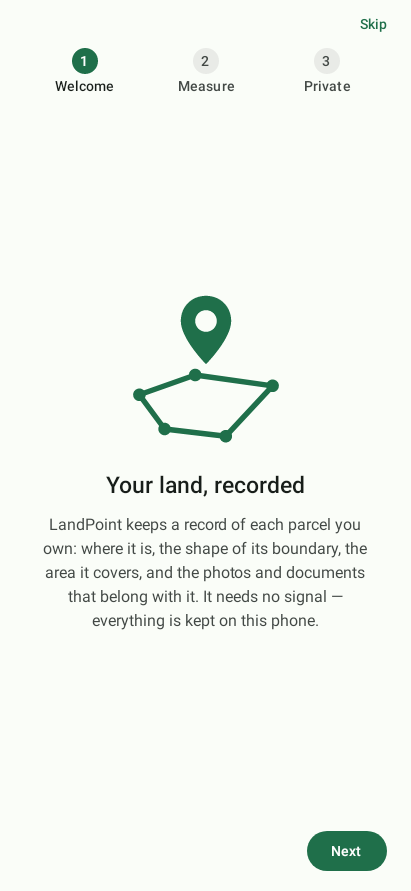 Skip
1 2 3
Welcome Measure Private
Your land, recorded
LandPoint keeps a record of each parcel you
own: where it is, the shape of its boundary, the
area it covers, and the photos and documents
that belong with it. It needs no signal —
everything is kept on this phone.
Next